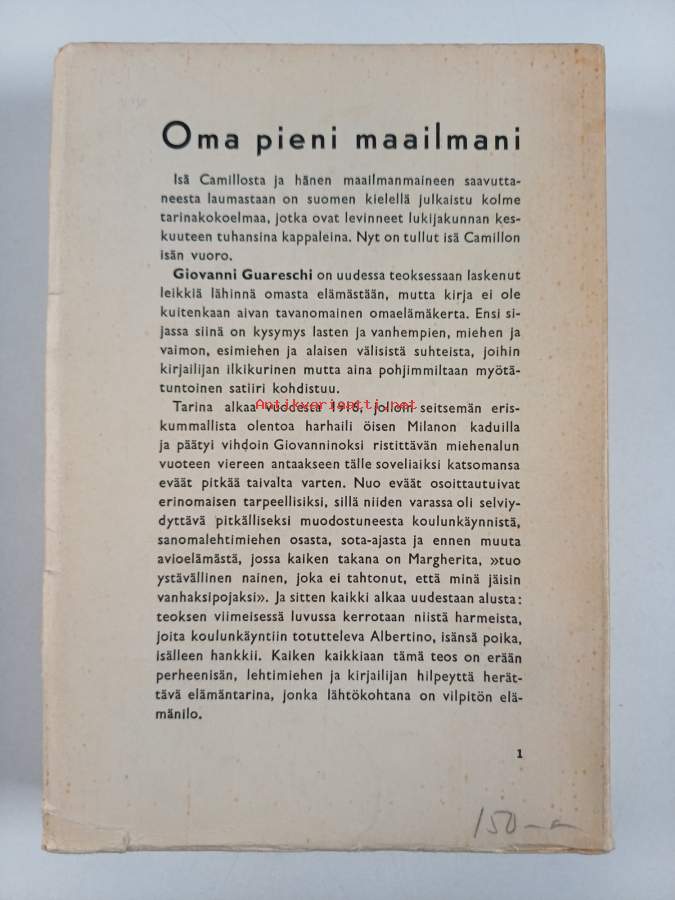 Oma pieni maailmani
Isä Camillosta ja hänen maailmanmaineen saavutta-
neesta laumastaan on suomen kielellä julkaistu kolme
tarinakokoelmaa, jotka ovat levinneet lukijakunnan kes-
kuuteen tuhansina kappaleina. Nyt on tullut isä Camillon
isän vuoro.
Giovanni Guareschi on uudessa teoksessaan laskenut
leikkiä lähinnä omasta elämästään, mutta kirja ei ole
kuitenkaan aivan tavanomainen omaelämäkerta. Ensi si-
jassa siinä on kysymys lasten ja vanhempien, miehen ja
vaimon, esimiehen ja alaisen välisistä suhteista, joihin
kirjailijan ilkikurinen mutta aina pohjimmiltaan myötä-
tuntoinen satiiri kohdistuu.
Antikvariantti.net
Tarina alkaa vuodesta 1918, jolloin seitsemän eris-
kummallista olentoa harhaili öisen Milanon kaduilla
ja päätyi vihdoin Giovanninoksi ristittävän miehenalun
vuoteen viereen antaakseen tälle soveliaiksi katsomansa
eväät pitkää taivalta varten. Nuo eväät osoittautuivat
erinomaisen tarpeellisiksi, sillä niiden varassa oli selviy-
dyttävä pitkälliseksi muodostuneesta koulunkäynnistä,
sanomalehtimiehen osasta, sota-ajasta ja ennen muuta
avioelämästä, jossa kaiken takana on Margherita, »tuo
ystävällinen nainen, joka ei tahtonut, että minä jäisin
vanhaksipojaksi». Ja sitten kaikki alkaa uudestaan alusta:
teoksen viimeisessä luvussa kerrotaan niistä harmeista,
joita koulunkäyntiin totutteleva Albertino, isänsä poika,
isälleen hankkii. Kaiken kaikkiaan tämä teos on erään
perheenisän, lehtimiehen ja kirjailijan hilpeyttä herät-
tävä elämäntarina, jonka lähtökohtana on vilpitön elä-
mänilo.
1
150-